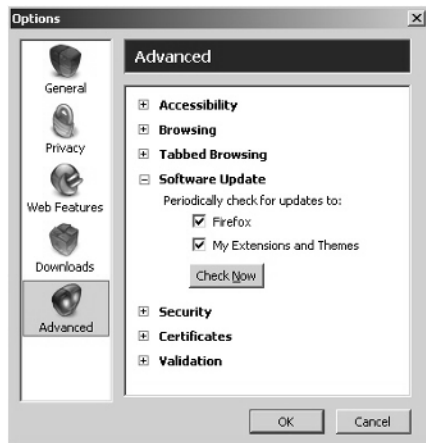 Options
General
Privacy
Web Features
Downloads
Advanced
Advanced
Accessibility
Browsing
Tabbed Browsing
Software Update
Periodically check for updates to:
Firefox
My Extensions and Themes
Check Now
Security
Certificates
Validation
OK
Cancel